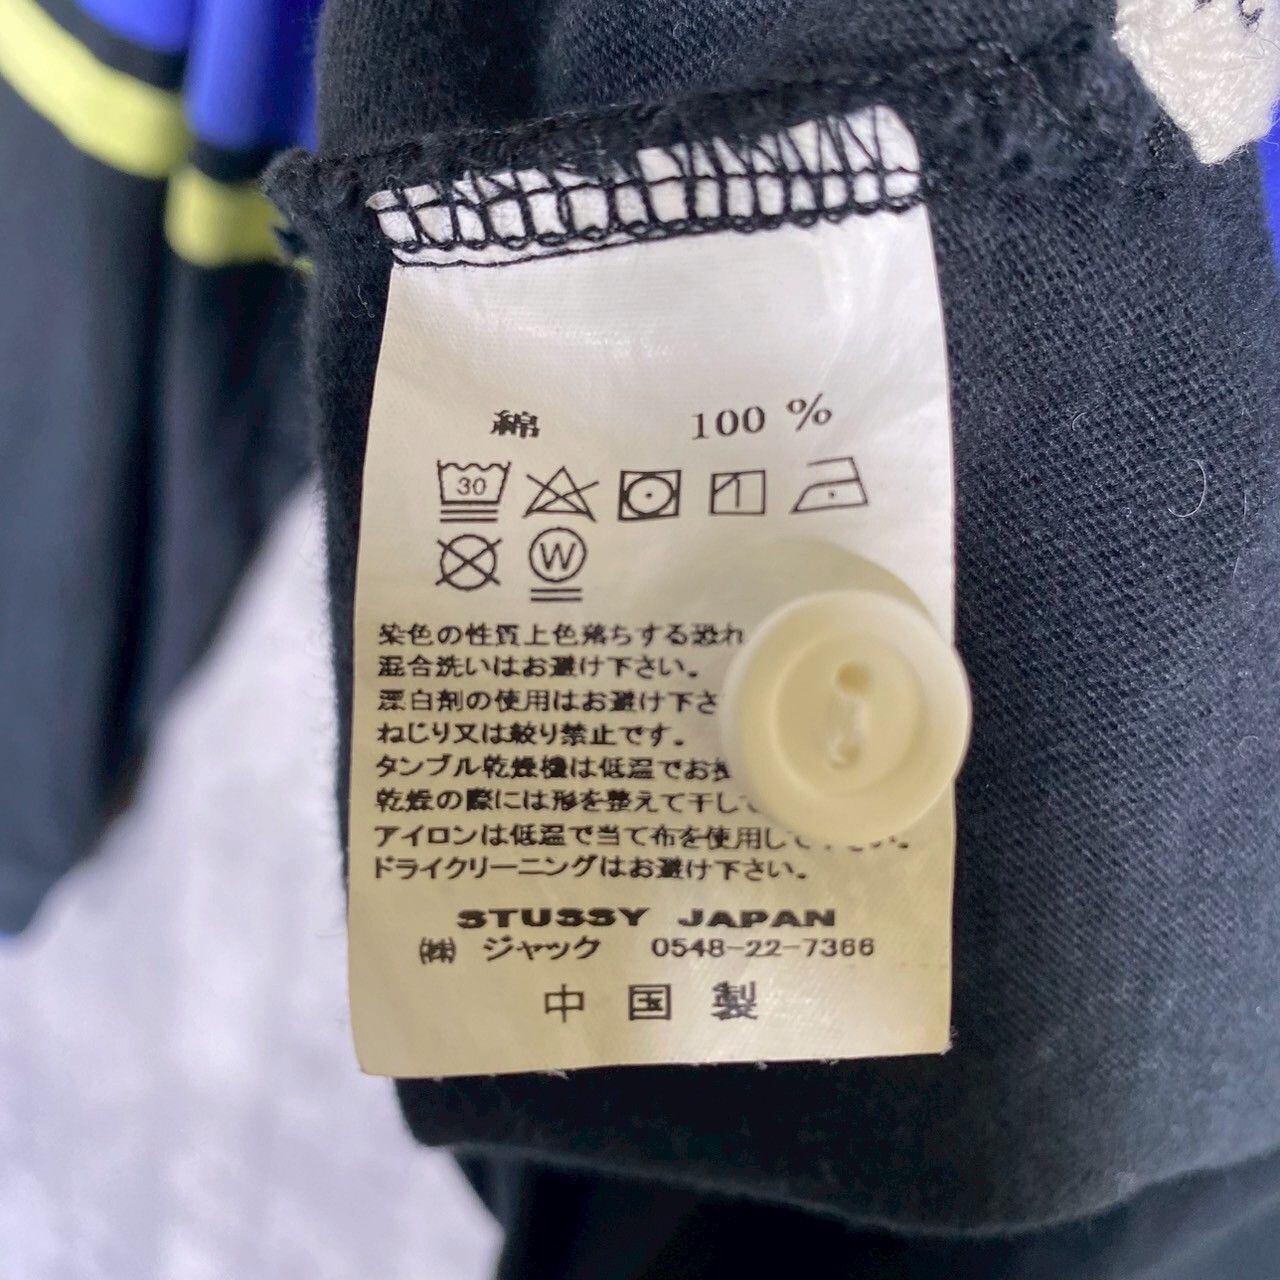 綿 100 %
30
W
染色の性質上色落ちする恐れ
混合洗いはお避け下さい。
漂白剤の使用はお避け下さ
ねじり又は絞り禁止です。
タンブル乾燥機は低温でお
乾燥の際には形を整えて干して
アイロンは低温で当て布を使用し
ドライクリーニングはお避け下さい。
STUSSY JAPAN
㈱ ジャック 0548-22-7366
中国製